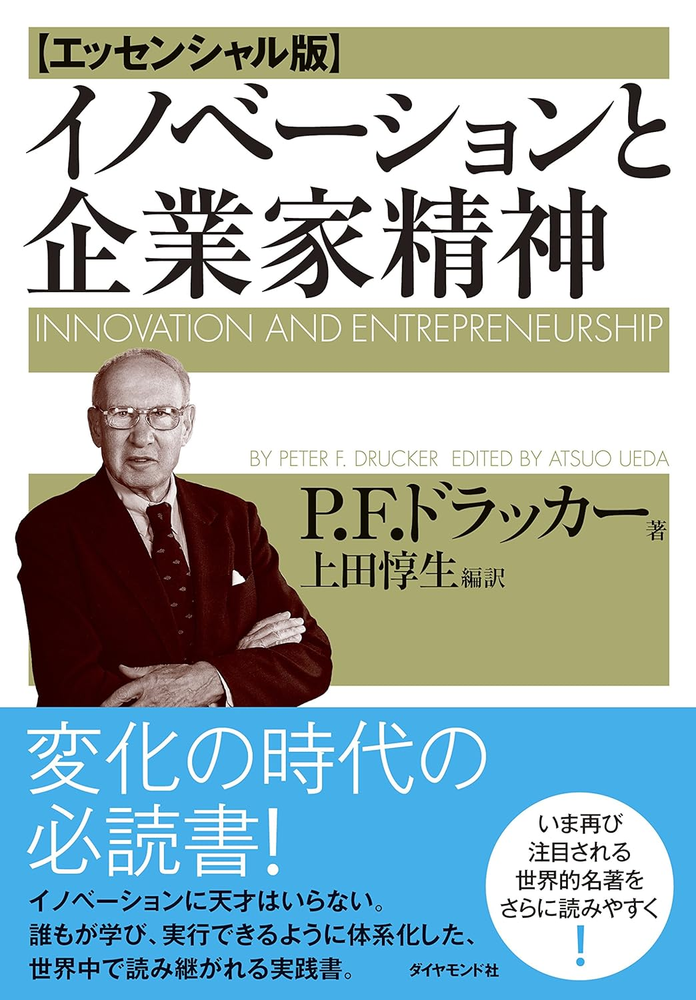 【エッセンシャル版】
イノベーションと
企業家精神
INNOVATION AND ENTREPRENEURSHIP
BY PETER F. DRUCKER EDITED BY ATSUO UEDA
P.F.ドラッカー 著
上田惇生 編訳
変化の時代の
必読書!
イノベーションに天才はいらない。
誰もが学び、実行できるように体系化した、
世界中で読み継がれる実践書。
いま再び
注目される
世界的名著を
さらに読みやすく
!
ダイヤモンド社